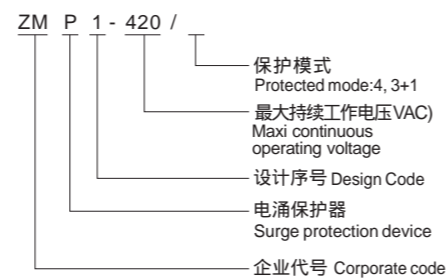 ZM P 1 - 420 /
保护模式
Protected mode:4, 3+1
最大持续工作电压VAC)
Maxi continuous
operating voltage
设计序号 Design Code
电涌保护器
Surge protection device
企业代号 Corporate code